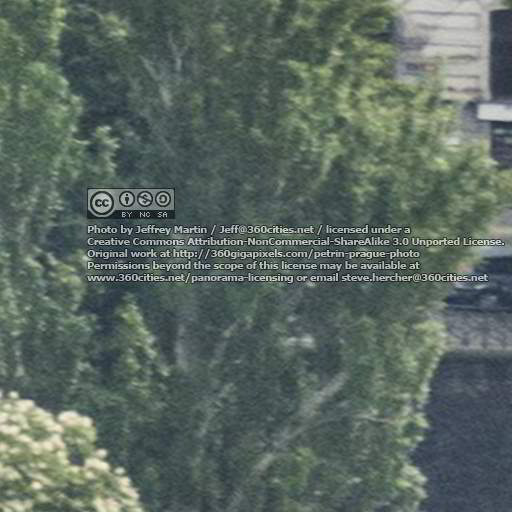 cc BY NC SA
Photo by Jeffrey Martin / Jeff@360cities.net / licensed under a
Creative Commons Attribution-NonCommercial-ShareAlike 3.0 Unported License.
Original work at http://360gigapixels.com/petrin-prague-photo
Permissions beyond the scope of this license may be available at
www.360cities.net/panorama-licensing or email steve.hercher@360cities.net